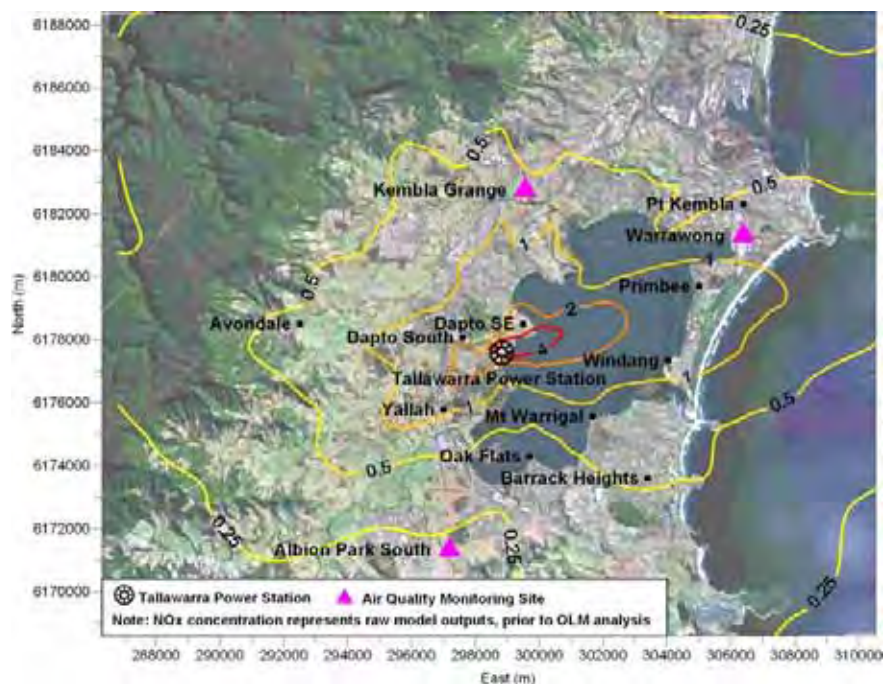 6188000
6186000
6184000
6182000
6180000
6178000
6176000
6174000
6172000
6170000
North (m)
0.25
0.5
Kembla Grange
0.5
Pt Kembla
Warrawong
1
1
0.5
Primbee
2
Avondale
Dapto SE
Dapto South
4
Windang
Tallawarra Power Station
1
Yallah
1
Mt Warrigal
0.5
0.5
Oak Flats
Barrack Heights
0.25
Albion Park South
0.25
0.25
Tallawarra Power Station
Air Quality Monitoring Site
Note: NOx concentration represents raw model outputs, prior to OLM analysis
288000 290000 292000 294000 296000 298000 300000 302000 304000 306000 308000 310000
East (m)